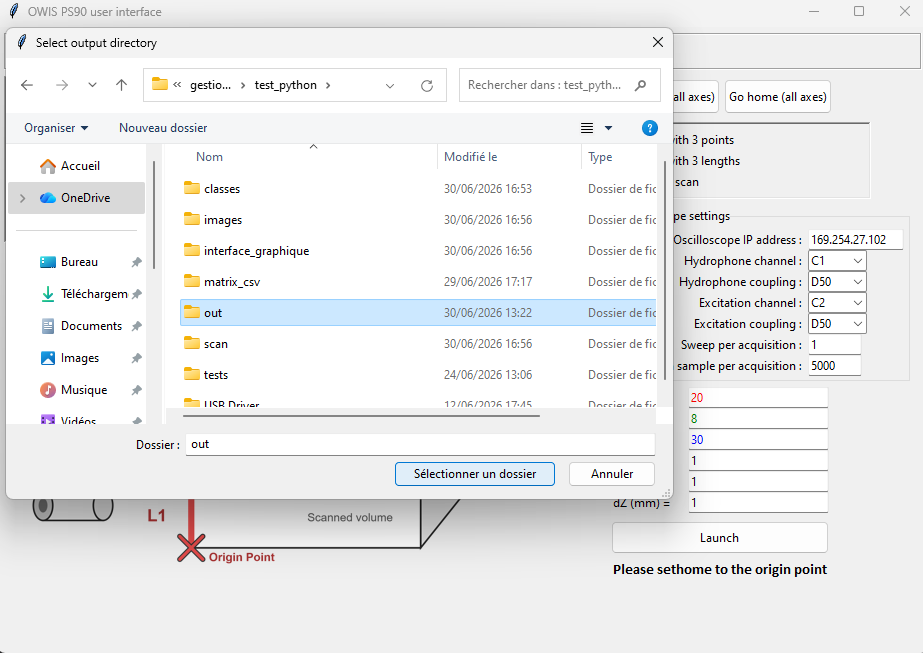 OWIS PS90 user interface
Select output directory
« gestio... › test_python ›
Rechercher dans : test_pyth...
all axes)
Go home (all axes)
Organiser
Nouveau dossier
?
Accueil
OneDrive
Bureau
Téléchargem
Documents
Images
Musique
Vidéos
Nom
Modifié le
Type
classes 30/06/2026 16:53 Dossier de fic
images 30/06/2026 16:56 Dossier de fic
interface_graphique 30/06/2026 16:56 Dossier de fic
matrix_csv 29/06/2026 17:17 Dossier de fic
out 30/06/2026 13:22 Dossier de fic
scan 30/06/2026 16:56 Dossier de fic
tests 24/06/2026 13:06 Dossier de fic
USB Driver 12/06/2026 17:45 Dossier de fic
Dossier : out
Sélectionner un dossier
Annuler
with 3 points
with 3 lengths
scan
pe settings
Oscilloscope IP address : 169.254.27.102
Hydrophone channel : C1
Hydrophone coupling : D50
Excitation channel : C2
Excitation coupling : D50
Sweep per acquisition : 1
sample per acquisition : 5000
20
8
30
1
1
dZ (mm) = 1
Launch
Please sethome to the origin point
L1
Scanned volume
Origin Point